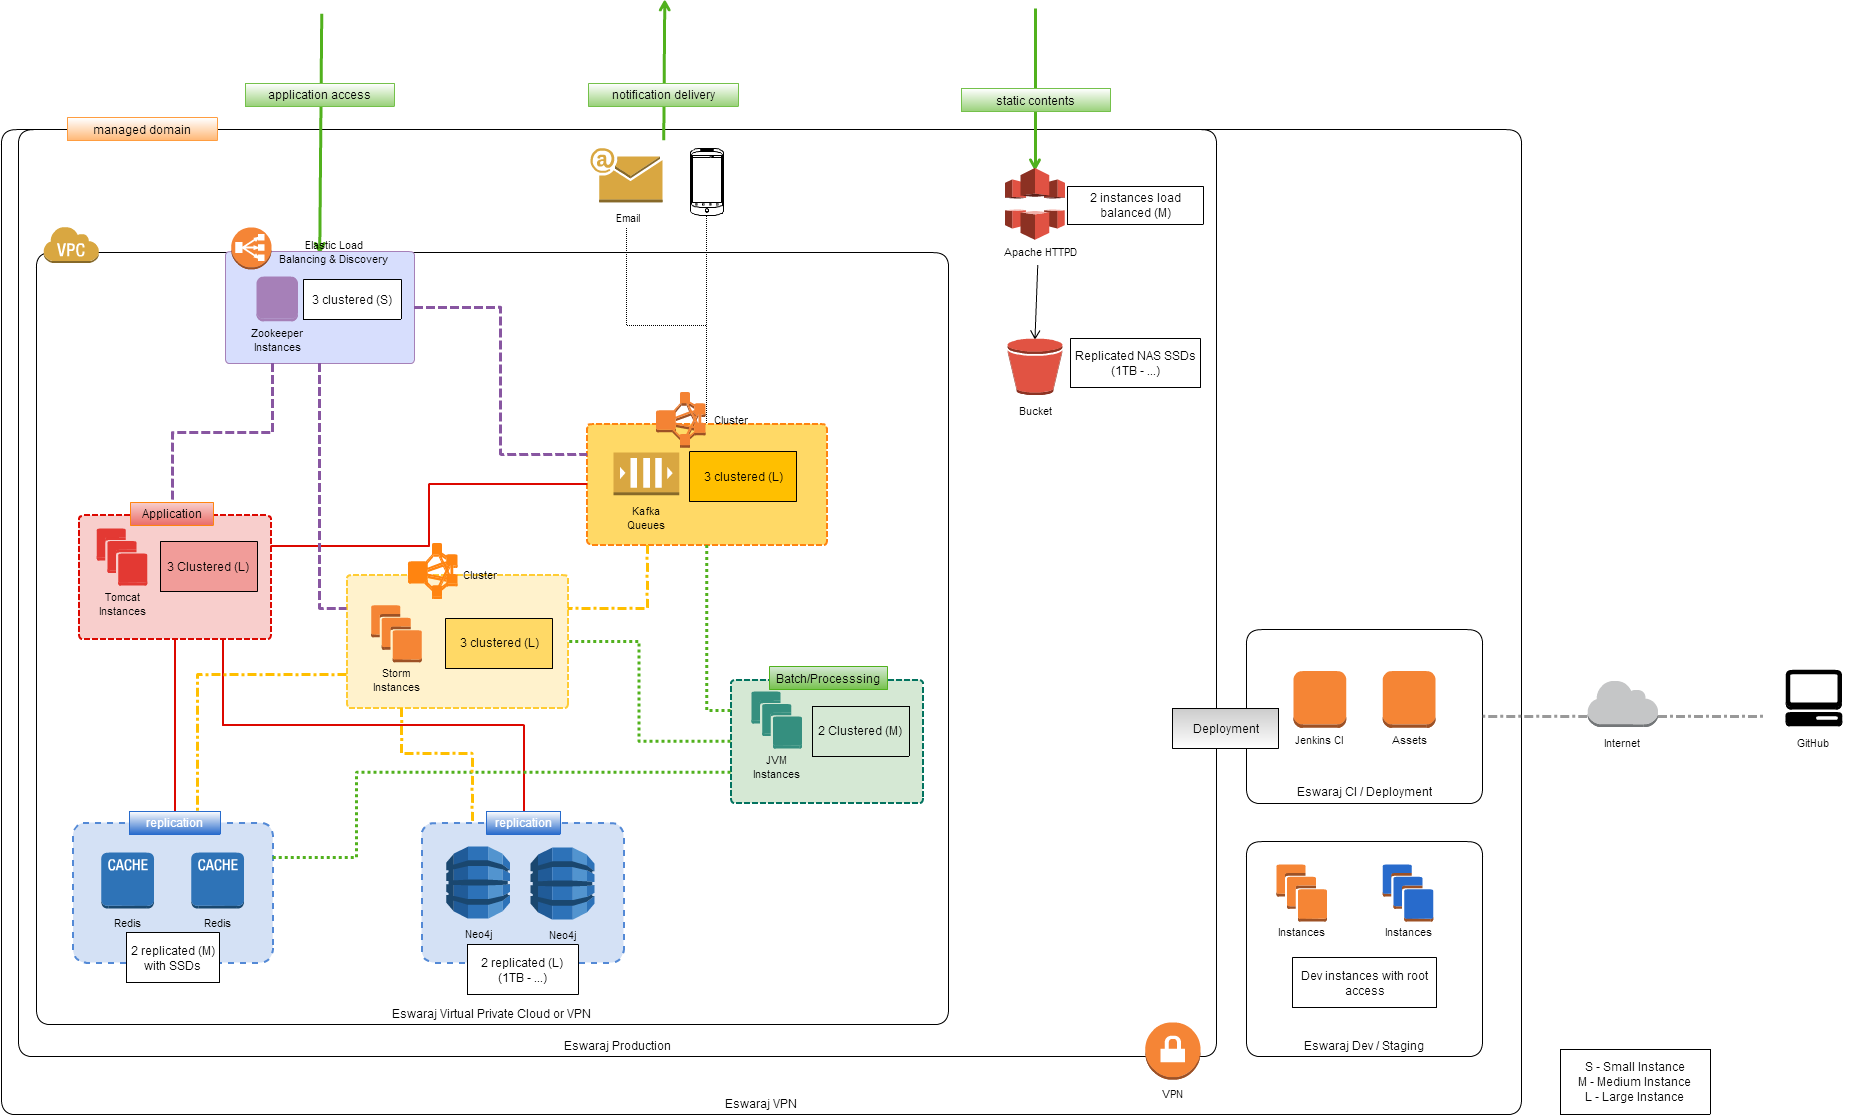 application access
notification delivery
static contents
managed domain
@
Email
2 instances load
balanced (M)
Apache HTTPD
VPC
Elastic Load
Balancing & Discovery
3 clustered (S)
Zookeeper
Instances
Replicated NAS SSDs
(1TB - ...)
Bucket
Cluster
3 clustered (L)
Kafka
Queues
Application
3 Clustered (L)
Tomcat
Instances
Cluster
3 clustered (L)
Storm
Instances
Batch/Processsing
2 Clustered (M)
JVM
Instances
Deployment
Jenkins CI
Assets
Eswaraj CI / Deployment
Internet
GitHub
replication
CACHE
CACHE
Redis
Redis
2 replicated (M)
with SSDs
replication
Neo4j
Neo4j
2 replicated (L)
(1TB - ...)
Instances
Instances
Dev instances with root
access
Eswaraj Dev / Staging
Eswaraj Virtual Private Cloud or VPN
Eswaraj Production
VPN
Eswaraj VPN
S - Small Instance
M - Medium Instance
L - Large Instance